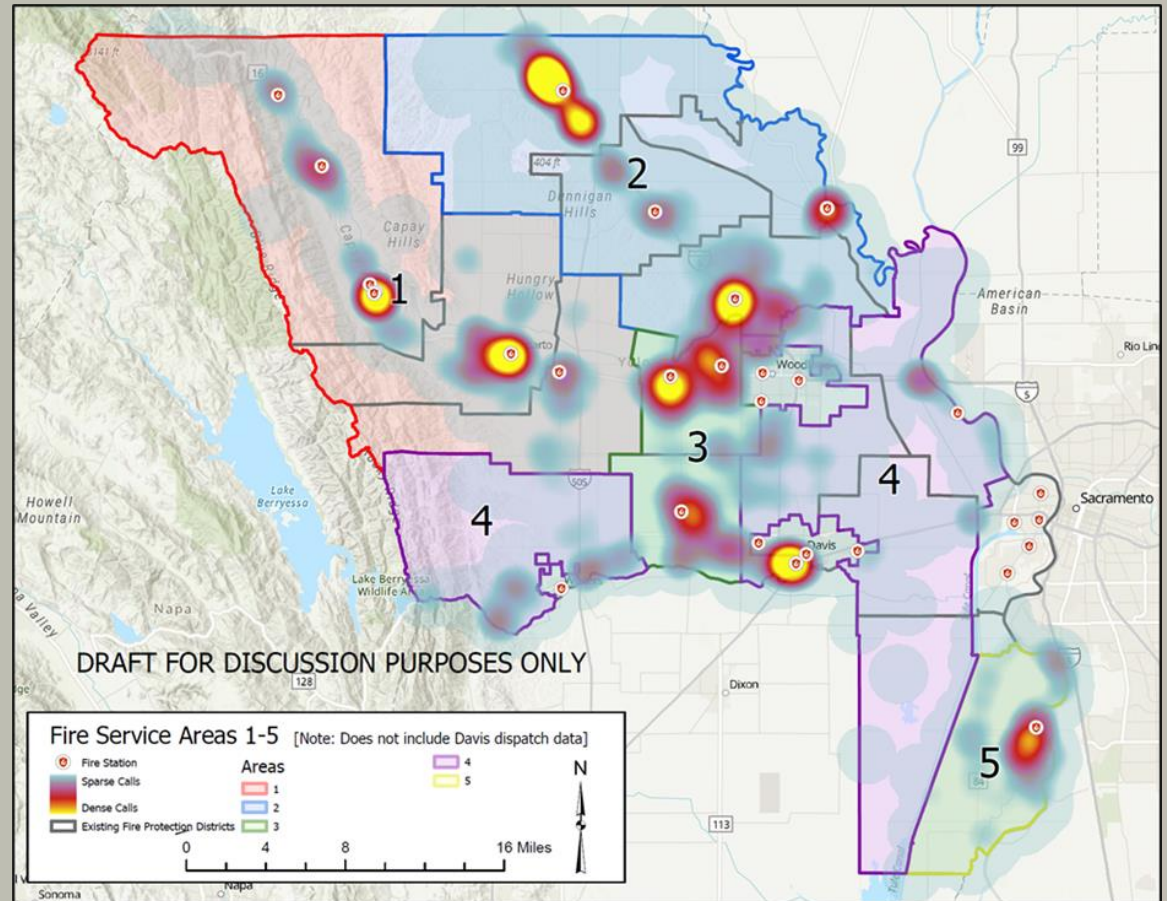 16
99
404 ft
2
Dunnigan
Hills
Capay
Hills
1
Hungry
Hollow
American
Basin
Rio Lin
Wood
5
3
4
505
4
Sacramento
Howell
Mountain
Lake
Berryessa
Davis
Lake Berryessa
Wildlife
Napa
DRAFT FOR DISCUSSION PURPOSES ONLY
128
Dixon
5
84
113
Fire Service Areas 1-5 [Note: Does not include Davis dispatch data]
Fire Station
Sparse Calls
Dense Calls
Existing Fire Protection Districts
Areas
1
2
3
4
5
N
0 4 8 16 Miles
Napa
Sonoma